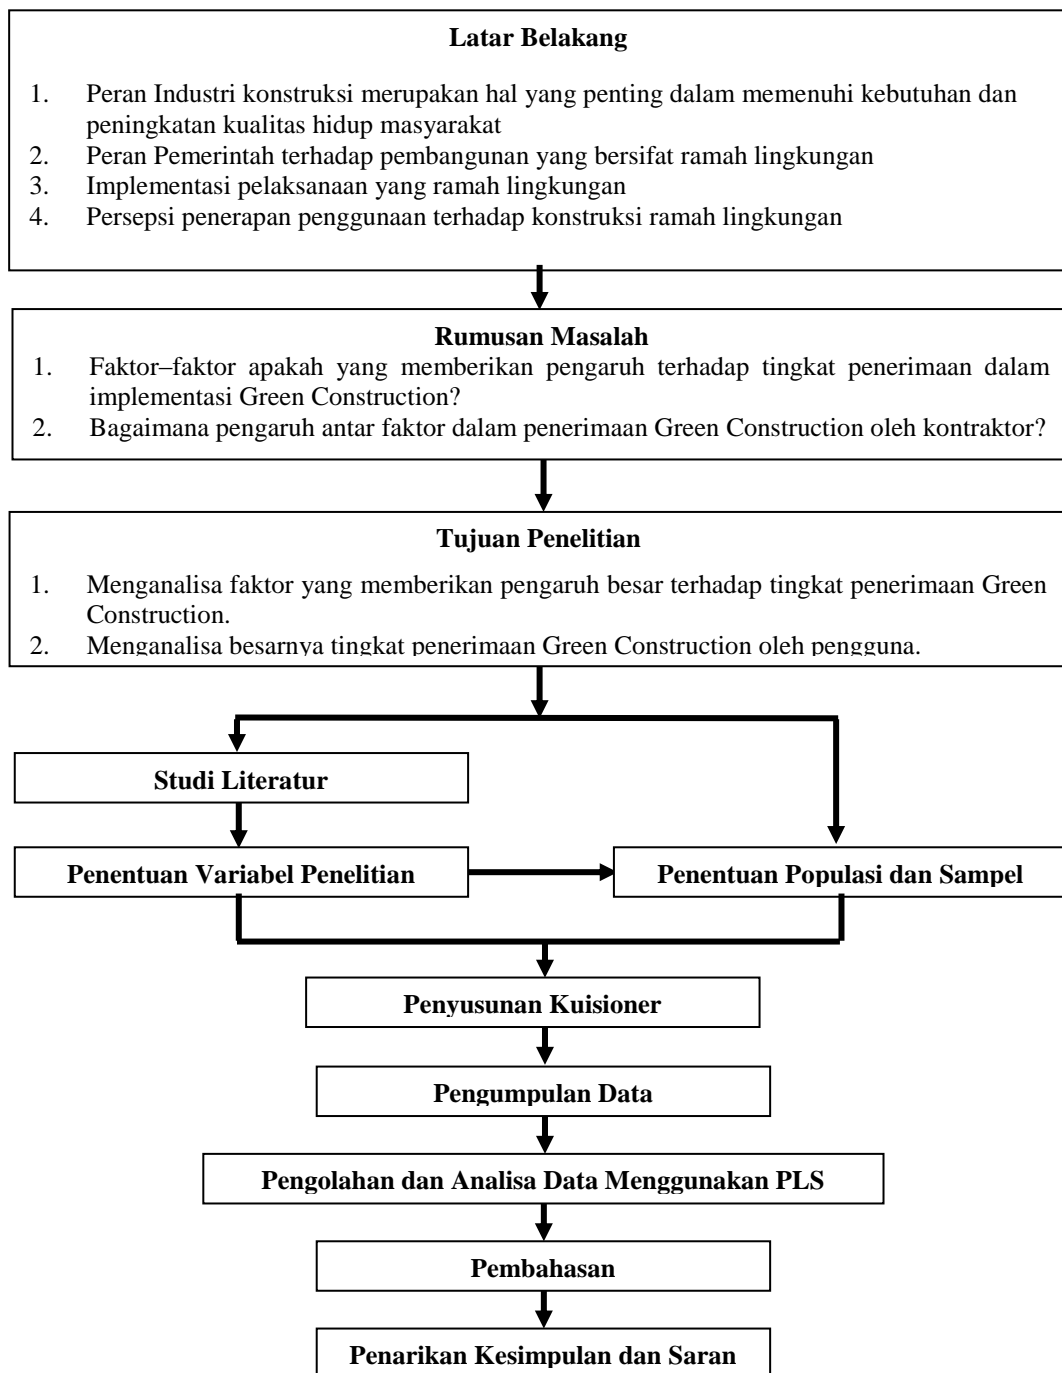 Latar Belakang
1. Peran Industri konstruksi merupakan hal yang penting dalam memenuhi kebutuhan dan
peningkatan kualitas hidup masyarakat
2. Peran Pemerintah terhadap pembangunan yang bersifat ramah lingkungan
3. Implementasi pelaksanaan yang ramah lingkungan
4. Persepsi penerapan penggunaan terhadap konstruksi ramah lingkungan
Rumusan Masalah
1. Faktor–faktor apakah yang memberikan pengaruh terhadap tingkat penerimaan dalam
implementasi Green Construction?
2. Bagaimana pengaruh antar faktor dalam penerimaan Green Construction oleh kontraktor?
Tujuan Penelitian
1. Menganalisa faktor yang memberikan pengaruh besar terhadap tingkat penerimaan Green
Construction.
2. Menganalisa besarnya tingkat penerimaan Green Construction oleh pengguna.
Studi Literatur
Penentuan Variabel Penelitian
Penentuan Populasi dan Sampel
Penyusunan Kuisioner
Pengumpulan Data
Pengolahan dan Analisa Data Menggunakan PLS
Pembahasan
Penarikan Kesimpulan dan Saran